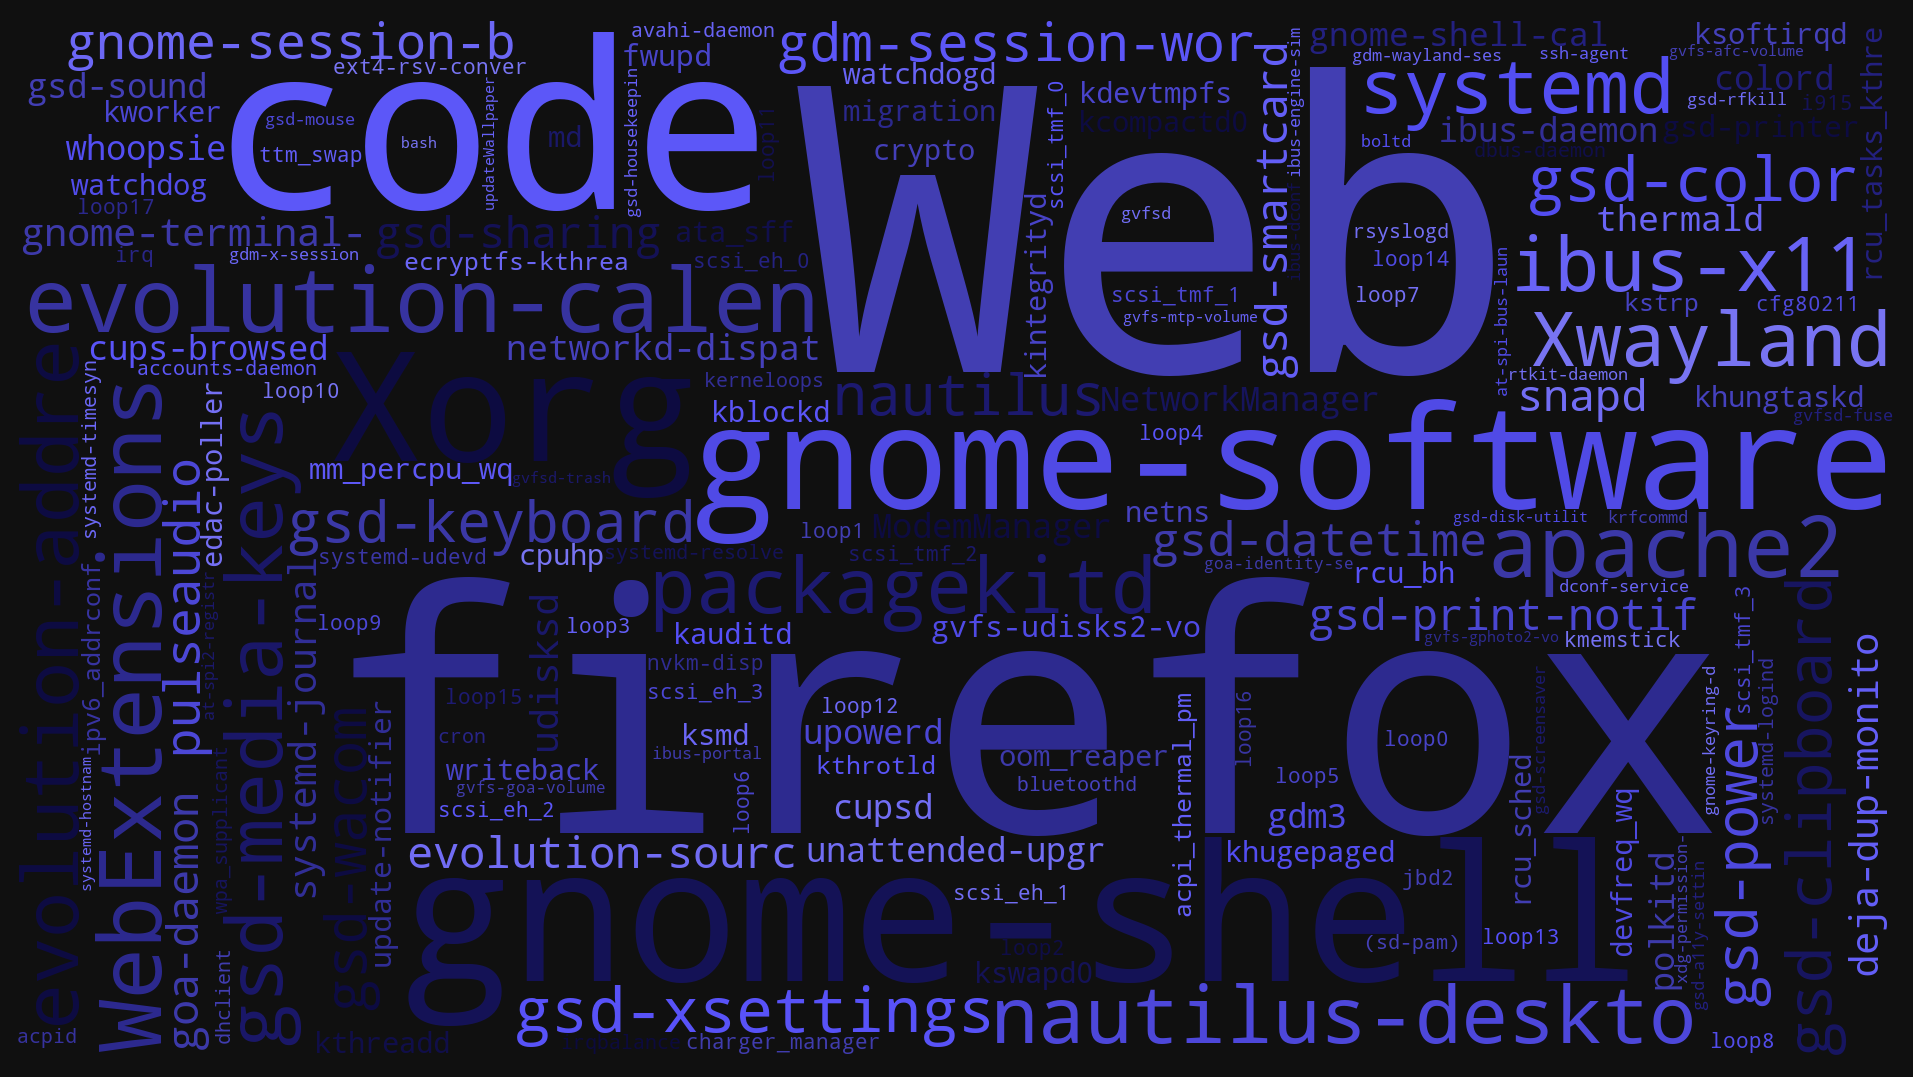 gnome-session-b
avahi-daemon
gdm-session-wor
gnome-shell-cal
ksoftirqd
fwupd
ext4-rsv-conver
gsd-sound
code
watchdogd
kdevtmpfs
gdm-wayland-ses
ssh-agent
gvfs-afc-volume
systemd
colord
kworker
gsd-mouse
updateWallpaper
gsd-housekeepin
migration
kcompactd0
scsi_tmf_0
gsd-smartcard
ibus-engine-sim
gsd-rfkill
i915
rcu_tasks_kthre
whoopsie
ttm_swap
bash
md
loop11
crypto
Web
boltd
ibus-daemon
gsd-printer
dbus-daemon
watchdog
loop17
gsd-color
gnome-terminal-
gsd-sharing
ata_sff
kintegrityd
gvfsd
ibus-dconf
rsyslogd
thermald
irq
gdm-x-session
ecryptfs-kthrea
scsi_eh_0
loop14
at-spi-bus-laun
ibus-x11
evolution-calen
scsi_tmf_1
loop7
gvfs-mtp-volume
kstrp
cfg80211
Xwayland
cups-browsed
networkd-dispat
accounts-daemon
loop10
Xorg
kerneloops
nautilus
NetworkManager
rtkit-daemon
snapd
khungtaskd
gvfsd-fuse
kblockd
loop4
gnome-software
evolution-addre
systemd-timesyn
WebExtensions
pulseaudio
edac-poller
gsd-media-keys
mm_percpu_wq
gvfsd-trash
gsd-keyboard
loop1
ModemManager
netns
gsd-disk-utilit
krfcommd
systemd-udevd
cpuhp
systemd-resolve
scsi_tmf_2
gsd-datetime
apache2
goa-identity-se
rcu_bh
dconf-service
ipv6_addrconf
at-spi2-registr
systemd-journal
packagekitd
udisksd
loop9
loop3
kauditd
gvfs-udisks2-vo
gsd-print-notif
gvfs-gphoto2-vo
kmemstick
scsi_tmf_3
gsd-clipboard
deja-dup-monito
firefox
nvkm-disp
loop15
scsi_eh_3
loop12
acpi_thermal_pm
loop16
gsd-screensaver
gnome-keyring-d
systemd-logind
gsd-power
cron
ksmd
upowerd
loop0
ibus-portal
oom_reaper
writeback
kthrotld
loop5
bluetoothd
gvfs-goa-volume
loop6
scsi_eh_2
cupsd
gdm3
rcu_sched
devfreq_wq
systemd-hostnam
goa-daemon
wpa_supplicant
gsd-wacom
update-notifier
evolution-sourc
unattended-upgr
khugepaged
jbd2
polkitd
xdg-permission-
gsd-a11y-settin
scsi_eh_1
gnome-shell
dhclient
loop2
(sd-pam)
loop13
kswapd0
gsd-xsettings
nautilus-deskto
acpid
kthreadd
charger_manager
loop8